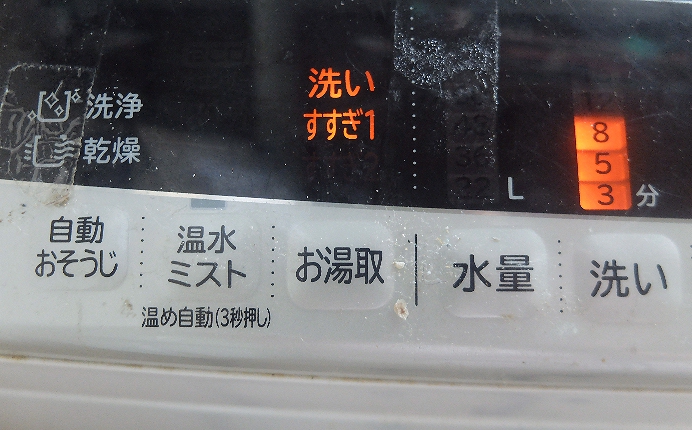 洗浄
乾燥
洗い
すすぎ1
32 L
8
5
3 分
自動
おそうじ
温水
ミスト
温め自動(3秒押し)
お湯取
水量
洗い